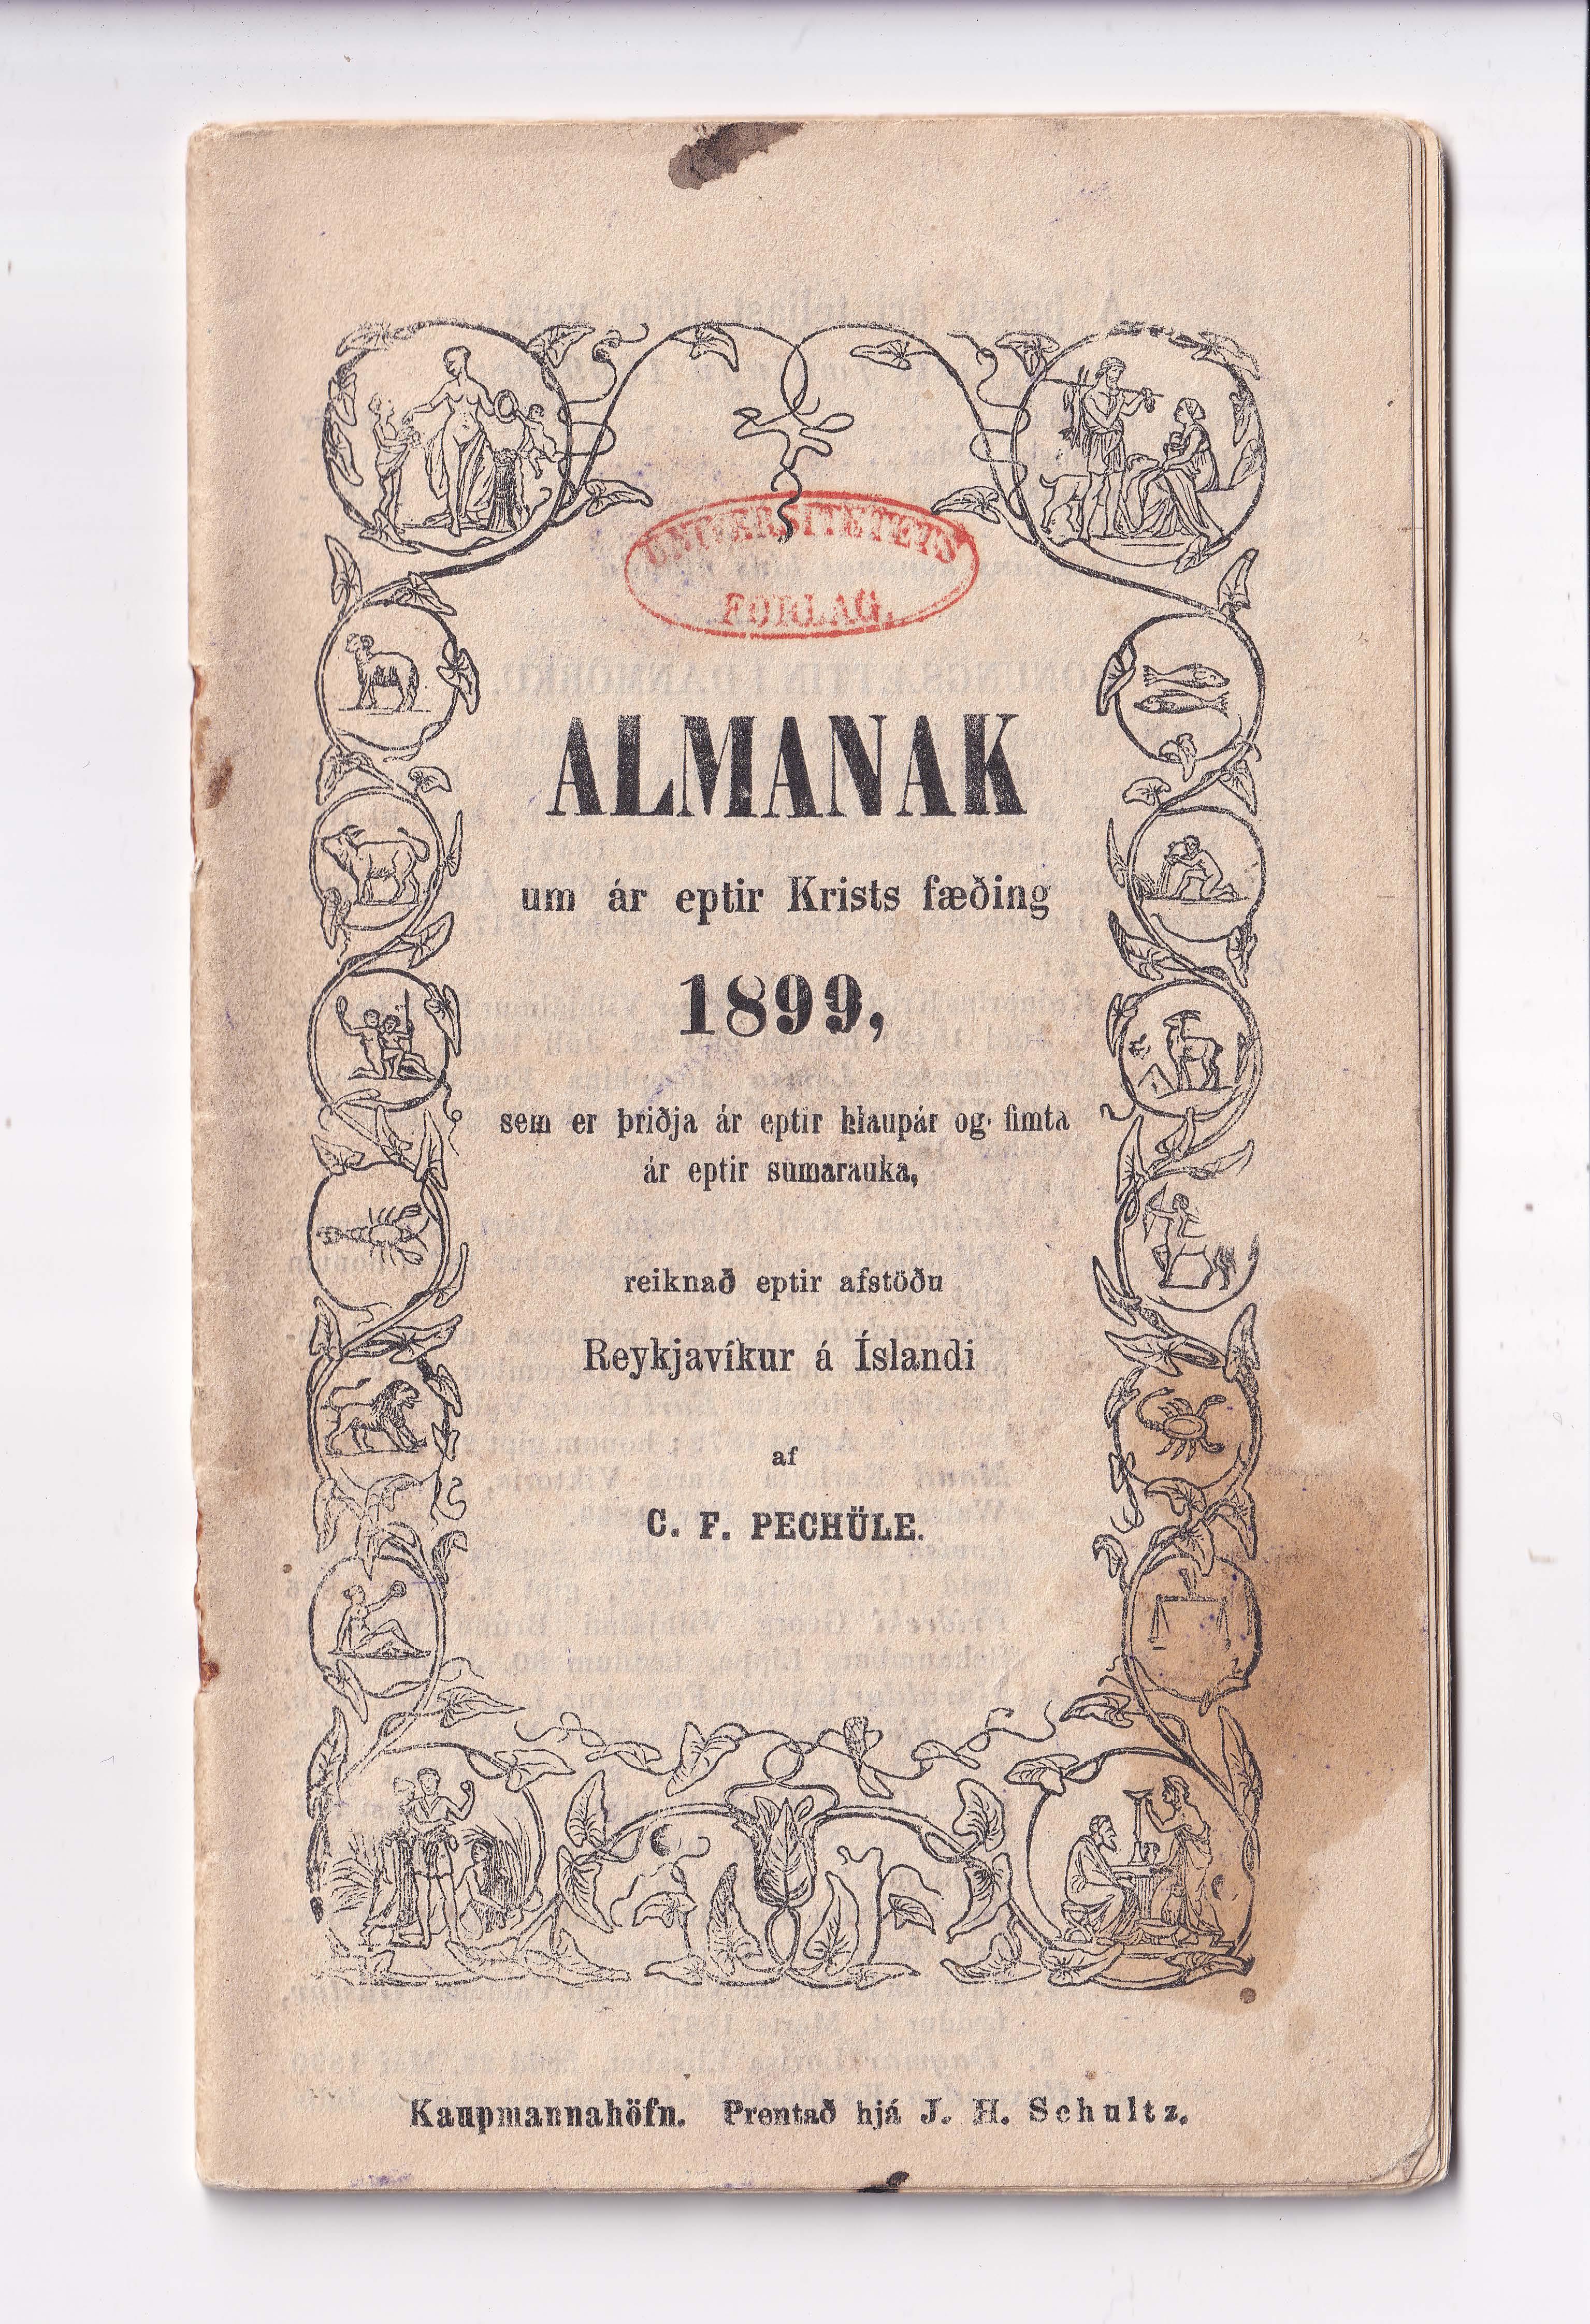 UNIVERSITETS
FORLAG.
ALMANAK
um ár eptir Krists fæðing
1899,
sem er þriðja ár eptir hlaupár og fimta
ár eptir sumarauka,
reiknað eptir afstöðu
Reykjavíkur á Íslandi
af
C. F. PECHÜLE.
Kaupmannahöfn. Prentað hjá J. H. Schultz.